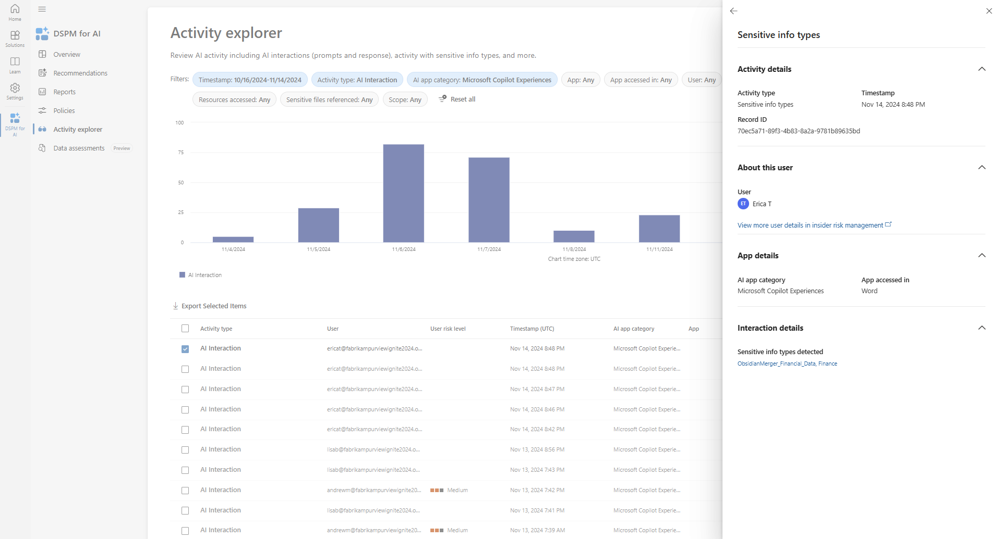 Home
Solutions
Learn
Settings
DSPM for
AI
DSPM for AI
Overview
Recommendations
Reports
Policies
Activity explorer
Data assessments Preview
Activity explorer
Review AI activity including AI interactions (prompts and response), activity with sensitive info types, and more.
Filters: Timestamp: 10/16/2024-11/14/2024 Activity type: AI Interaction AI app category: Microsoft Copilot Experiences App: Any App accessed in: Any User: Any
Resources accessed: Any Sensitive files referenced: Any Scope: Any Reset all
100
75
50
25
0
11/4/2024 11/5/2024 11/6/2024 11/7/2024 11/8/2024 11/11/2024
Chart time zone: UTC
AI Interaction
Export Selected Items
Activity type User User risk level Timestamp (UTC) AI app category App
AI Interaction ericat@fabrikampurviewignite2024.o... Nov 14, 2024 8:48 PM Microsoft Copilot Experie...
AI Interaction ericat@fabrikampurviewignite2024.o... Nov 14, 2024 8:48 PM Microsoft Copilot Experie...
AI Interaction ericat@fabrikampurviewignite2024.o... Nov 14, 2024 8:47 PM Microsoft Copilot Experie...
AI Interaction ericat@fabrikampurviewignite2024.o... Nov 14, 2024 8:46 PM Microsoft Copilot Experie...
AI Interaction ericat@fabrikampurviewignite2024.o... Nov 14, 2024 8:42 PM Microsoft Copilot Experie...
AI Interaction lisab@fabrikampurviewignite2024.o... Nov 13, 2024 8:56 PM Microsoft Copilot Experie...
AI Interaction lisab@fabrikampurviewignite2024.o... Nov 13, 2024 7:43 PM Microsoft Copilot Experie...
AI Interaction andrewm@fabrikampurviewignite20... Medium Nov 13, 2024 7:42 PM Microsoft Copilot Experie...
AI Interaction lisab@fabrikampurviewignite2024.o... Nov 13, 2024 7:41 PM Microsoft Copilot Experie...
AI Interaction andrewm@fabrikampurviewignite20... Medium Nov 13, 2024 7:39 AM Microsoft Copilot Experie...
Sensitive info types
Activity details
Activity type Timestamp
Sensitive info types Nov 14, 2024 8:48 PM
Record ID
70ec5a71-89f3-4b83-8a2a-9781b89635bd
About this user
User
ET Erica T
View more user details in insider risk management
App details
AI app category App accessed in
Microsoft Copilot Experiences Word
Interaction details
Sensitive info types detected
ObsidianMerger_Financial_Data, Finance